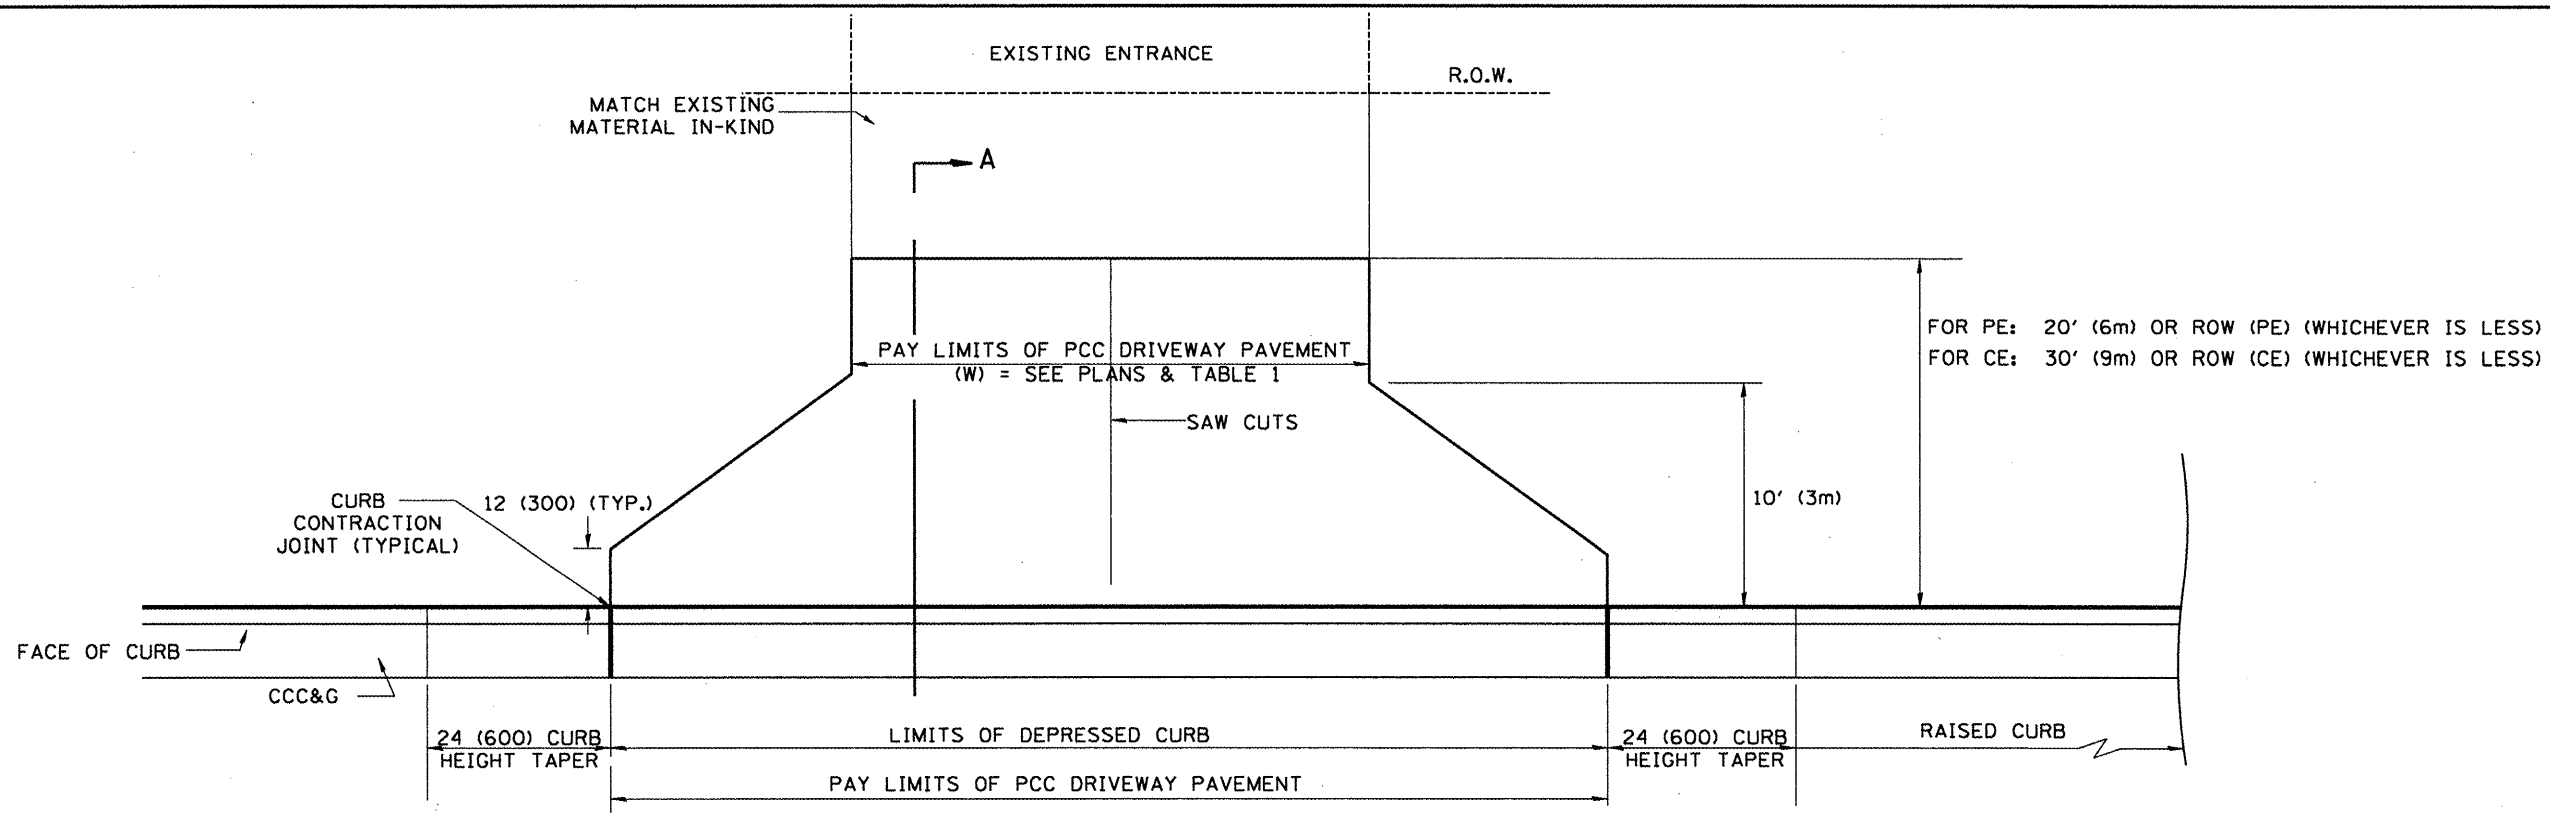 EXISTING ENTRANCE
R.O.W.
MATCH EXISTING
MATERIAL IN-KIND
A
FOR PE: 20' (6m) OR ROW (PE) (WHICHEVER IS LESS)
FOR CE: 30' (9m) OR ROW (CE) (WHICHEVER IS LESS)
PAY LIMITS OF PCC DRIVEWAY PAVEMENT
(W) = SEE PLANS & TABLE 1
SAW CUTS
CURB
CONTRACTION
JOINT (TYPICAL)
12 (300) (TYP.)
10' (3m)
FACE OF CURB
CCC&G
24 (600) CURB
HEIGHT TAPER
LIMITS OF DEPRESSED CURB
24 (600) CURB
HEIGHT TAPER
RAISED CURB
PAY LIMITS OF PCC DRIVEWAY PAVEMENT